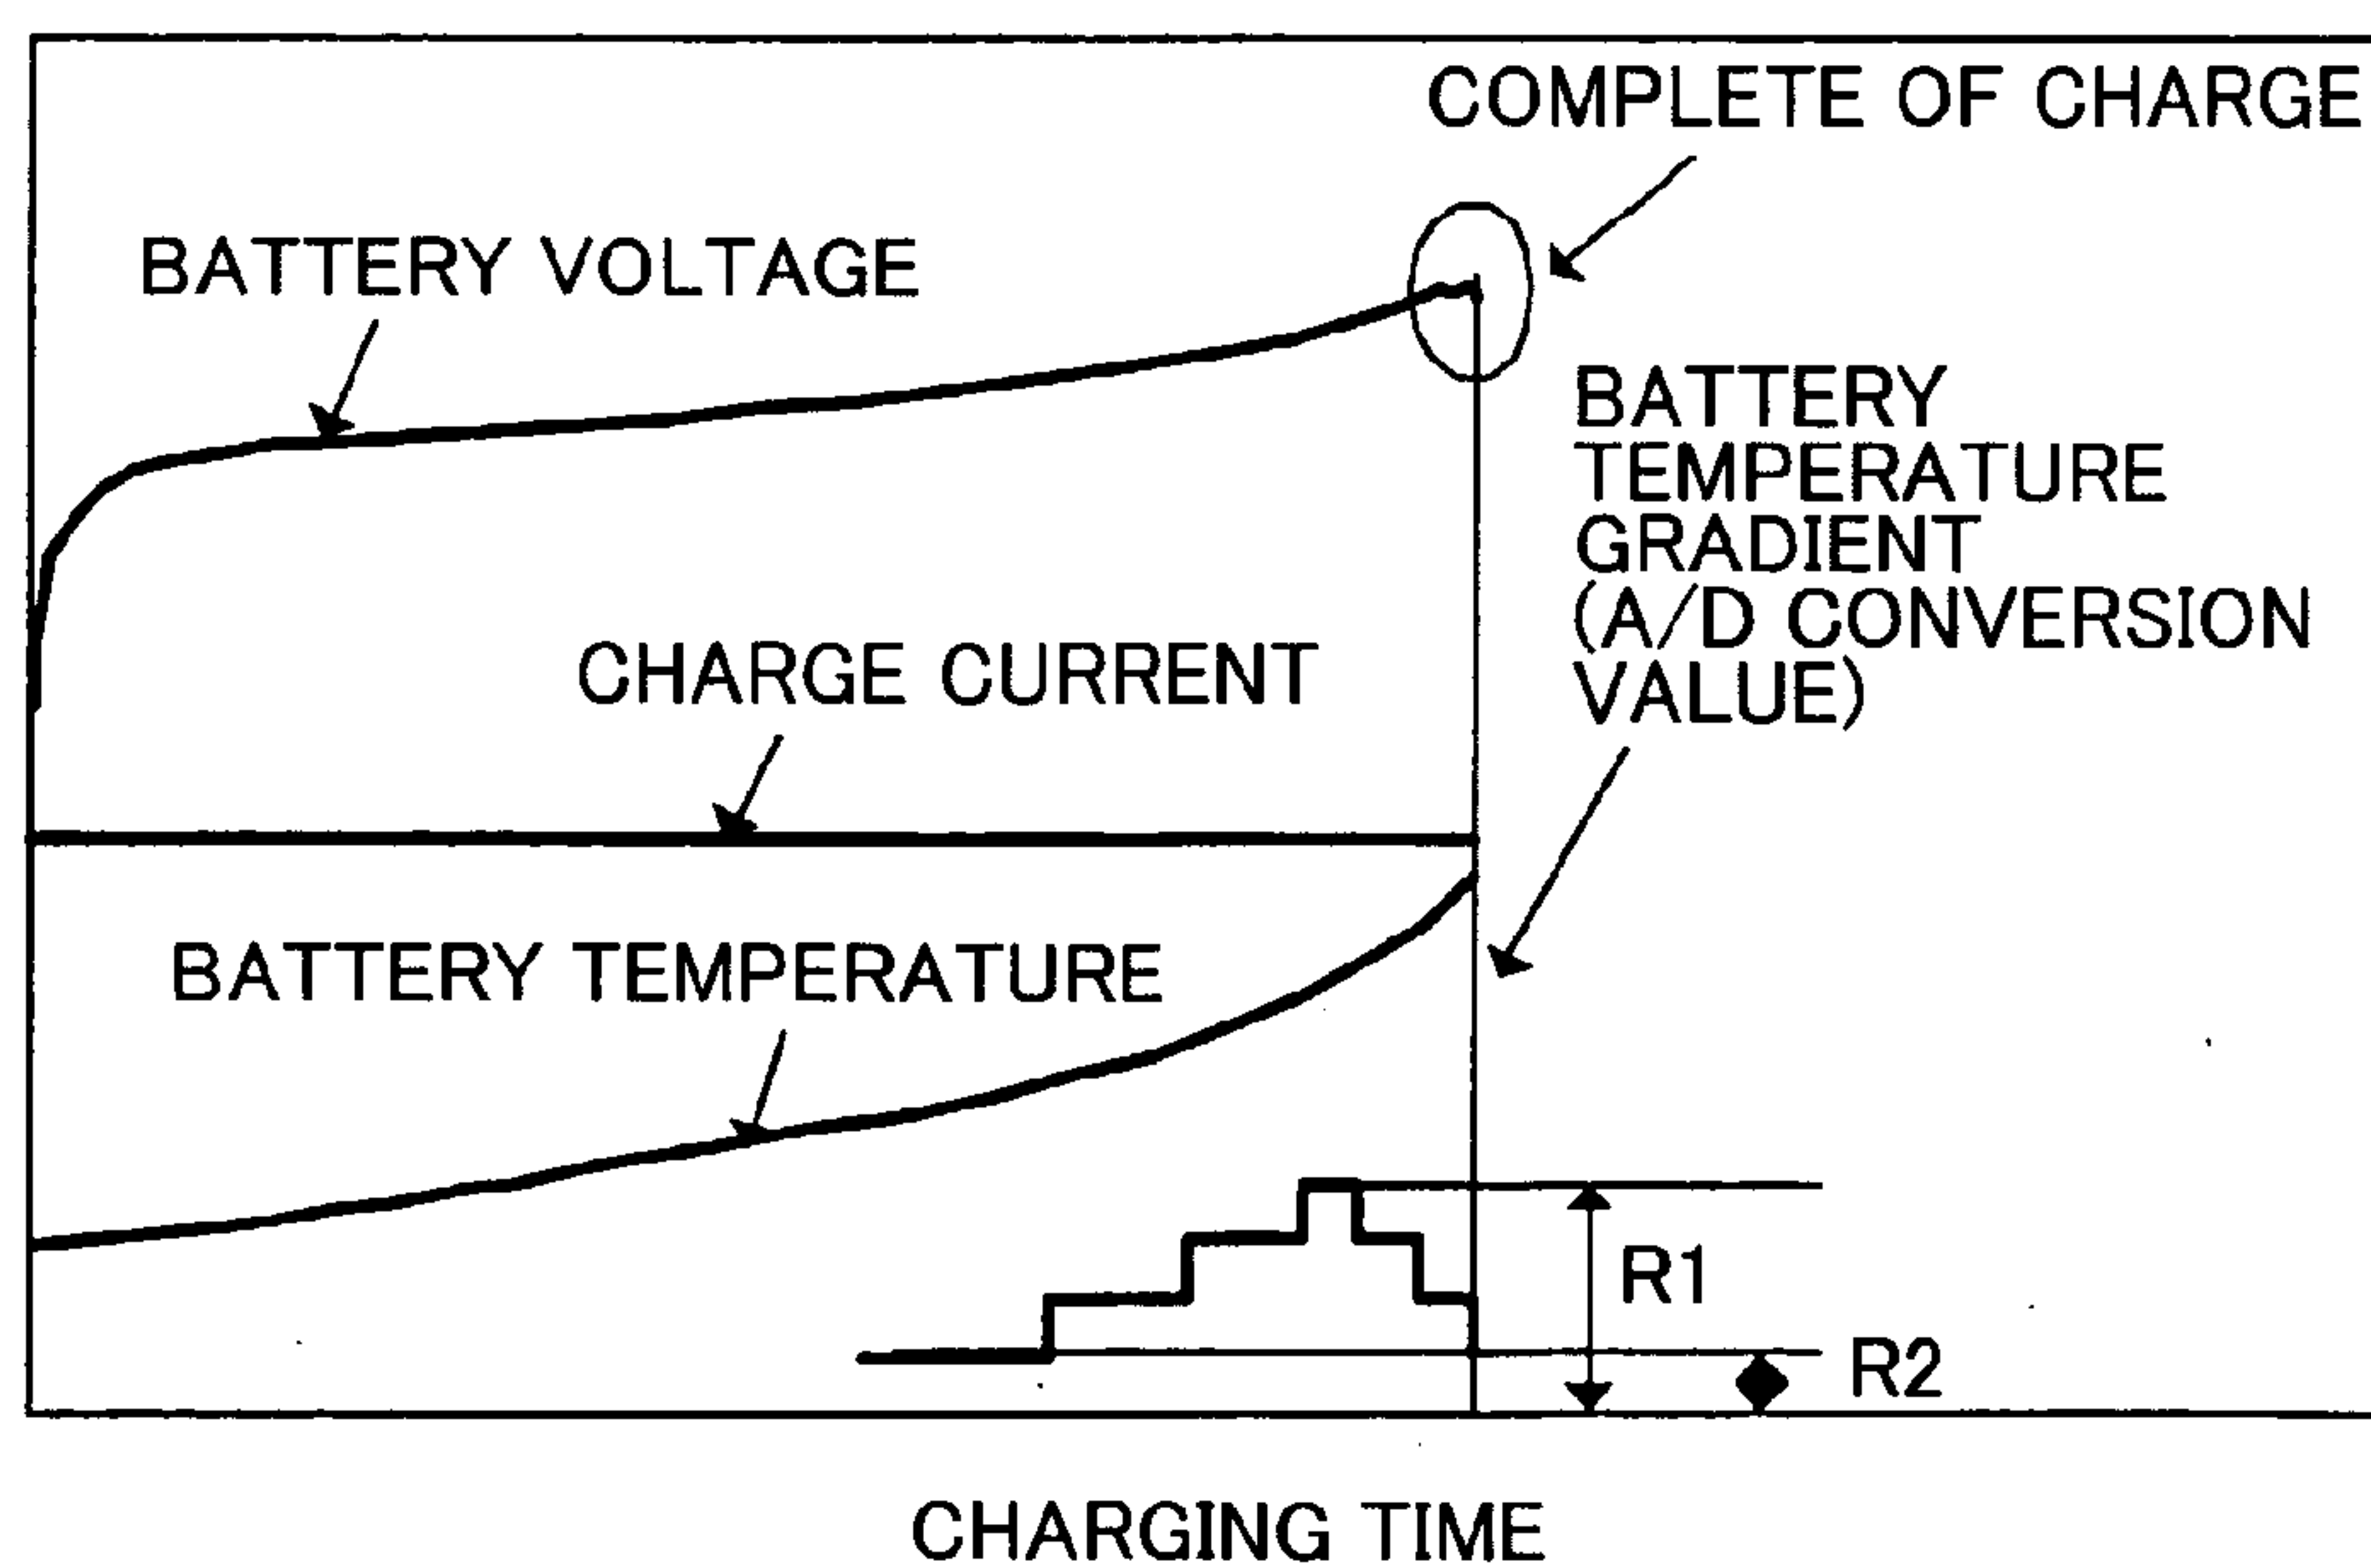 COMPLETE OF CHARGE
BATTERY VOLTAGE
BATTERY
TEMPERATURE
GRADIENT
(A/D CONVERSION
VALUE)
CHARGE CURRENT
BATTERY TEMPERATURE
R1
R2
CHARGING TIME